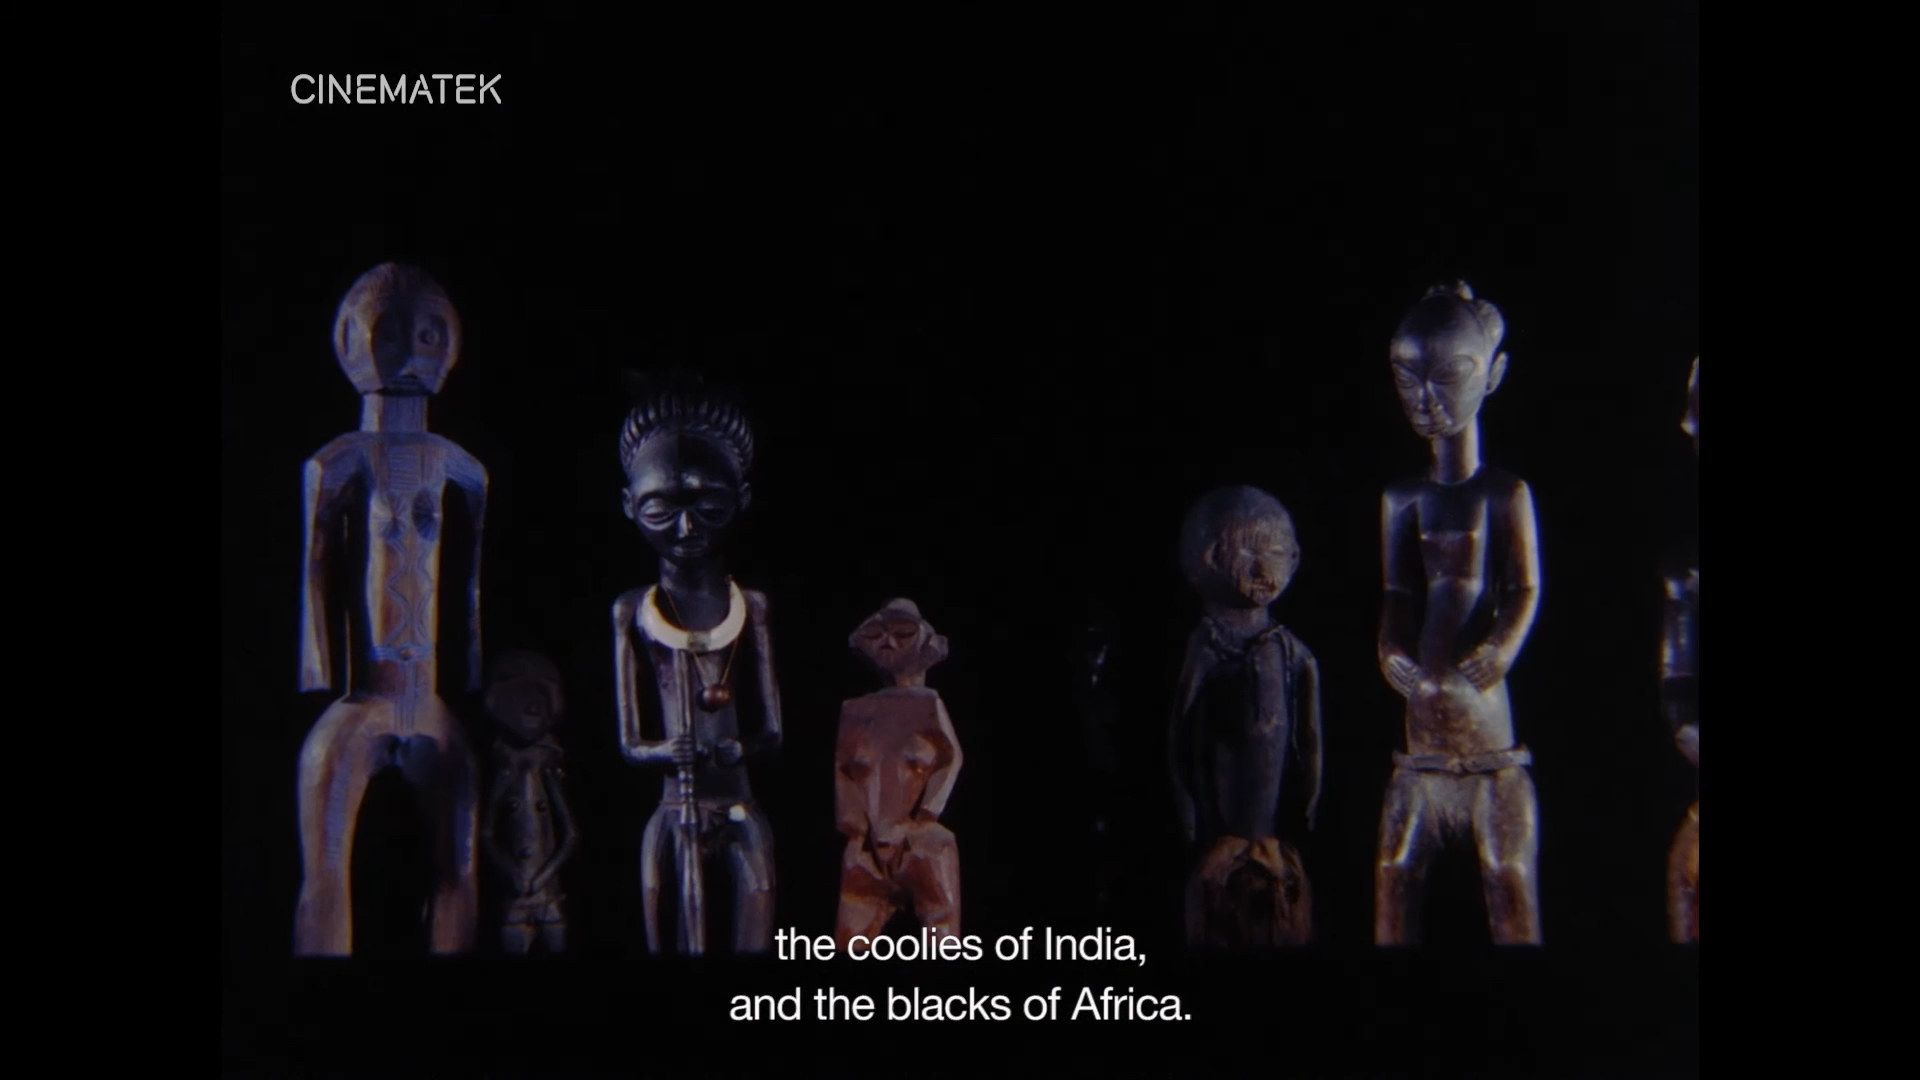 CINEMATEK
the coolies of India,
and the blacks of Africa.